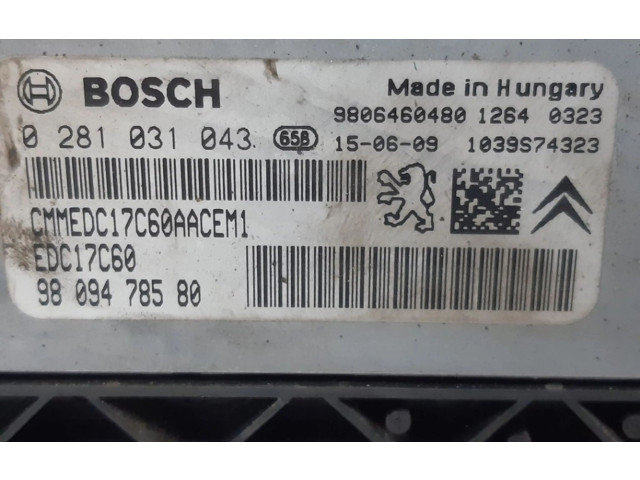 BOSCH
Made in Hungary
9806460480 1264 0323
0 281 031 043 658 15-06-09 1039S74323
CMMEDC17C60AACEM1
EDC17C60
98 094 785 80